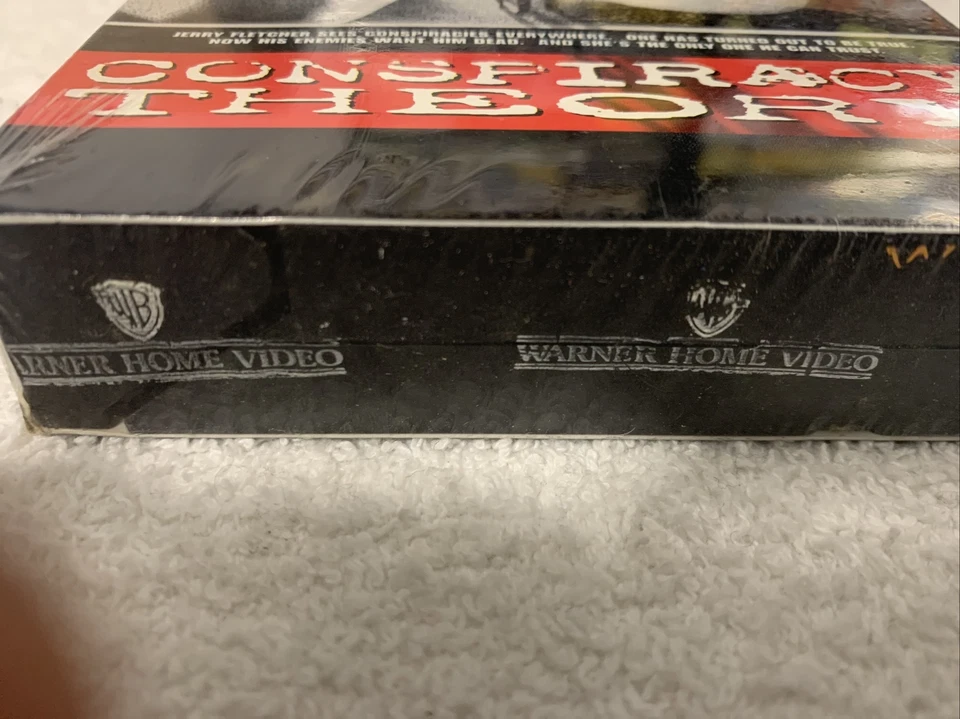 JERRY FLETCHER SEES CONSPIRACIES EVERYWHERE. ONE HAS TURNED OUT TO BE TRUE.
NOW HIS ENEMIES WANT HIM DEAD. AND SHE'S THE ONLY ONE HE CAN TRUST.
CONSPIRACY
THEORY
WB
ARNER HOME VIDEO
WARNER HOME VIDEO